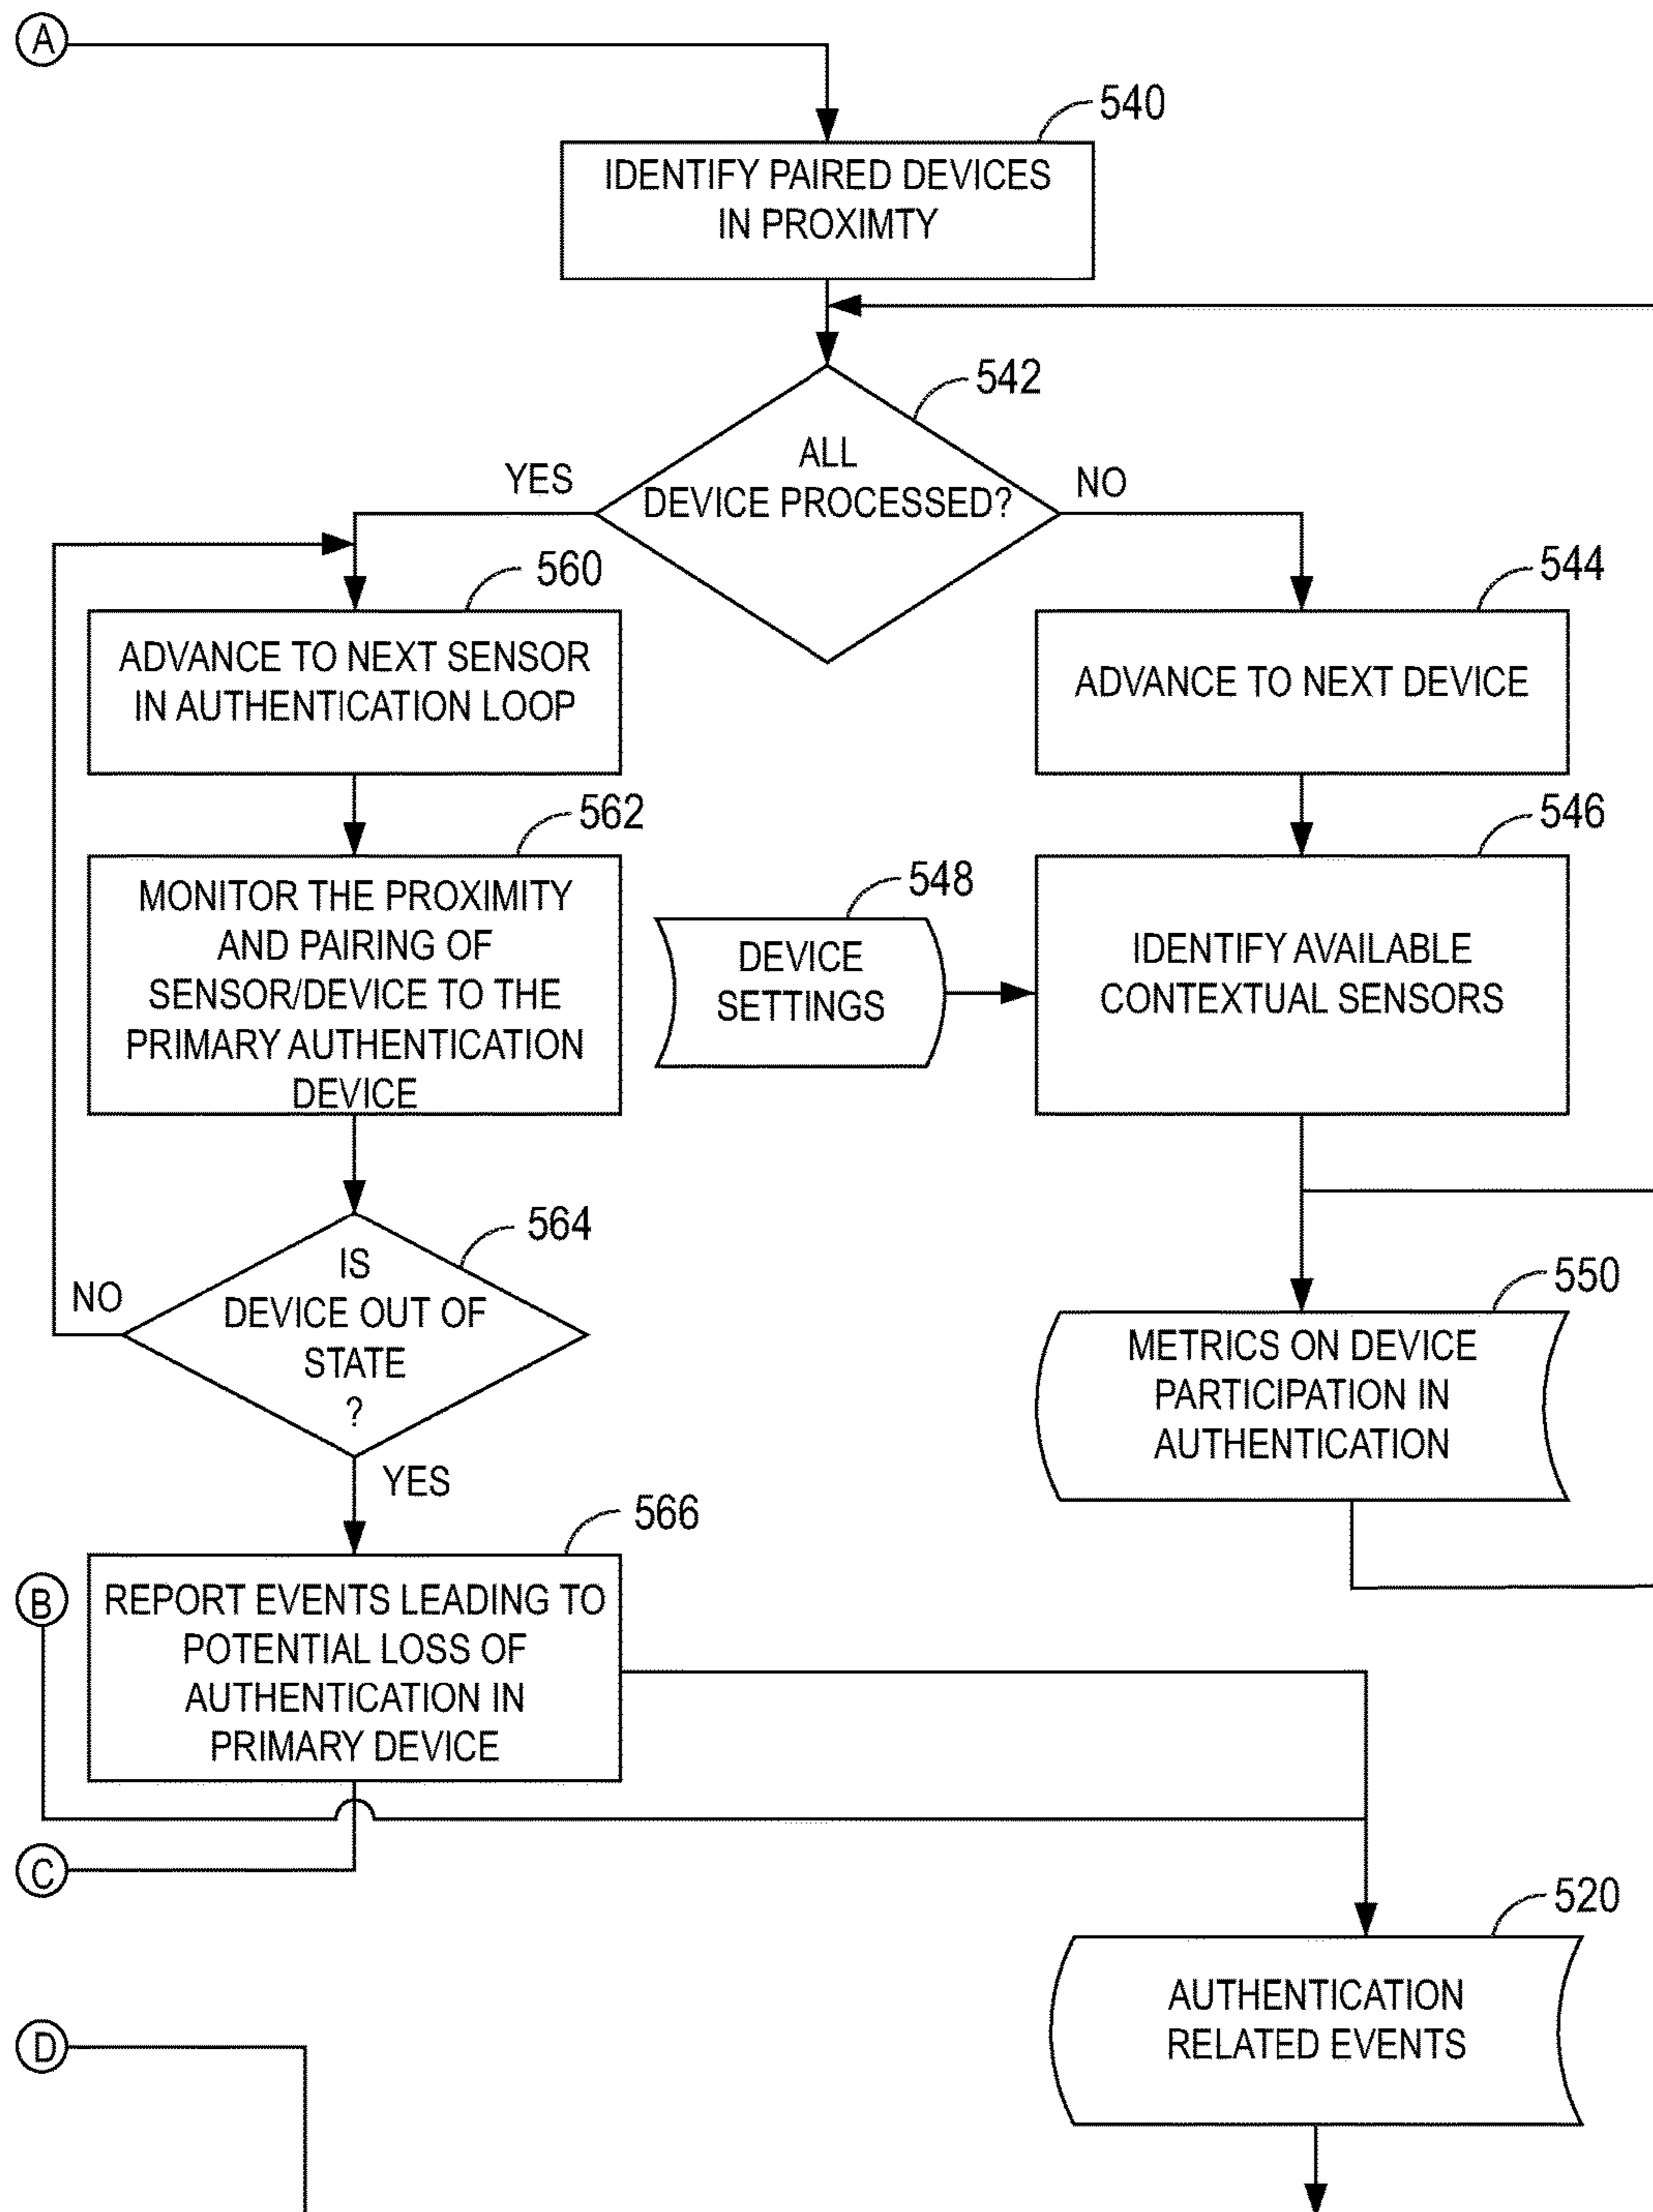 A
540
IDENTIFY PAIRED DEVICES
IN PROXIMTY
542
ALL
DEVICE PROCESSED?
YES
NO
560
ADVANCE TO NEXT SENSOR
IN AUTHENTICATION LOOP
544
ADVANCE TO NEXT DEVICE
562
MONITOR THE PROXIMITY
AND PAIRING OF
SENSOR/DEVICE TO THE
PRIMARY AUTHENTICATION
DEVICE
548
DEVICE
SETTINGS
546
IDENTIFY AVAILABLE
CONTEXTUAL SENSORS
564
IS
DEVICE OUT OF
STATE
?
NO
YES
550
METRICS ON DEVICE
PARTICIPATION IN
AUTHENTICATION
566
B
REPORT EVENTS LEADING TO
POTENTIAL LOSS OF
AUTHENTICATION IN
PRIMARY DEVICE
C
520
AUTHENTICATION
RELATED EVENTS
D